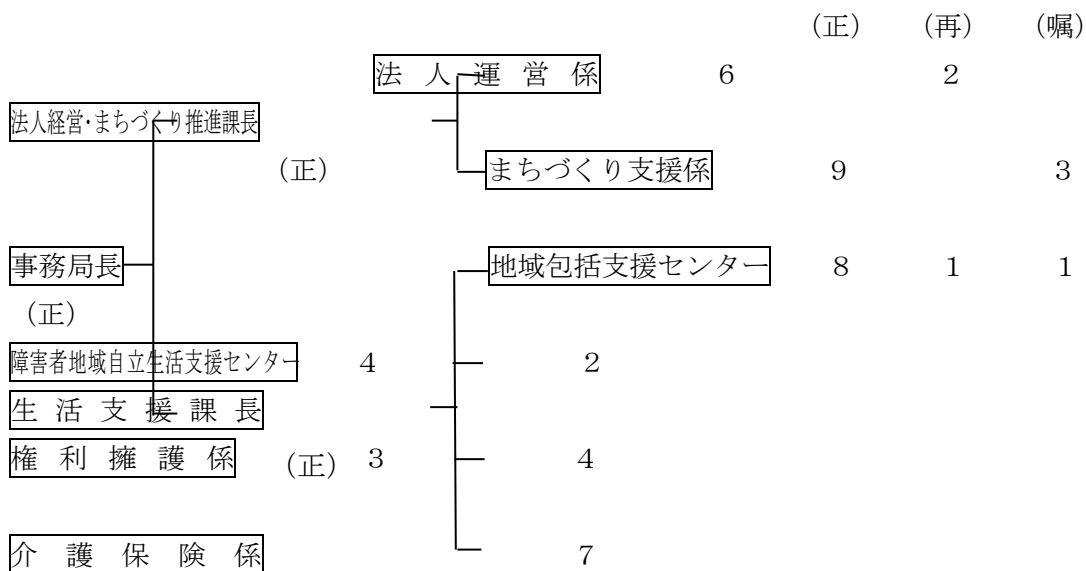 （正） （再） （嘱）
法人運営係 ６ ２
法人経営・まちづくり推進課長
（正） まちづくり支援係 ９ ３
事務局長 地域包括支援センター ８ １ １
（正）
障害者地域自立生活支援センター ４ ２
生活支援課長
権利擁護係 （正） ３ ４
介護保険係 ７